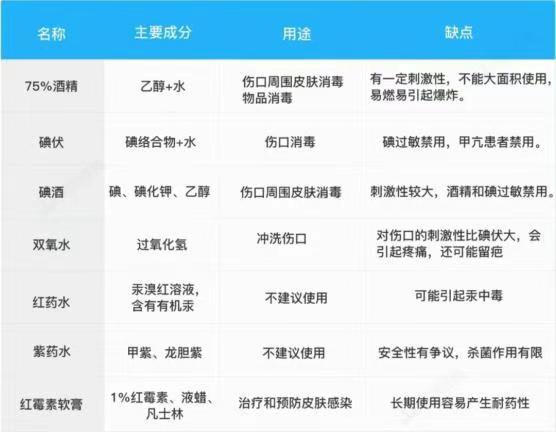 名称 主要成分 用途 缺点
75%酒精 乙醇+水 伤口周围皮肤消毒 物品消毒 有一定刺激性，不能大面积使用，易燃易引起爆炸。
碘伏 碘络合物+水 伤口消毒 碘过敏禁用，甲亢患者禁用。
碘酒 碘、碘化钾、乙醇 伤口周围皮肤消毒 刺激性较大，酒精和碘过敏禁用。
双氧水 过氧化氢 冲洗伤口 对伤口的刺激性比碘伏大，会引起疼痛，还可能留疤
红药水 汞溴红溶液，含有有机汞 不建议使用 可能引起汞中毒
紫药水 甲紫、龙胆紫 不建议使用 安全性有争议，杀菌作用有限
红霉素软膏 1%红霉素、液蜡、凡士林 治疗和预防皮肤感染 长期使用容易产生耐药性